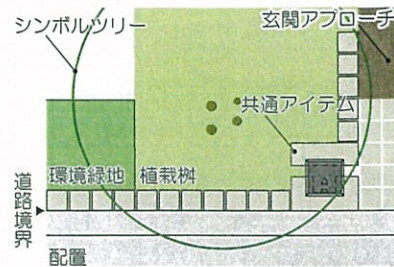 シンボルツリー
玄関アプローチ
共通アイテム
環境緑地
植栽桝
道路境界
配置